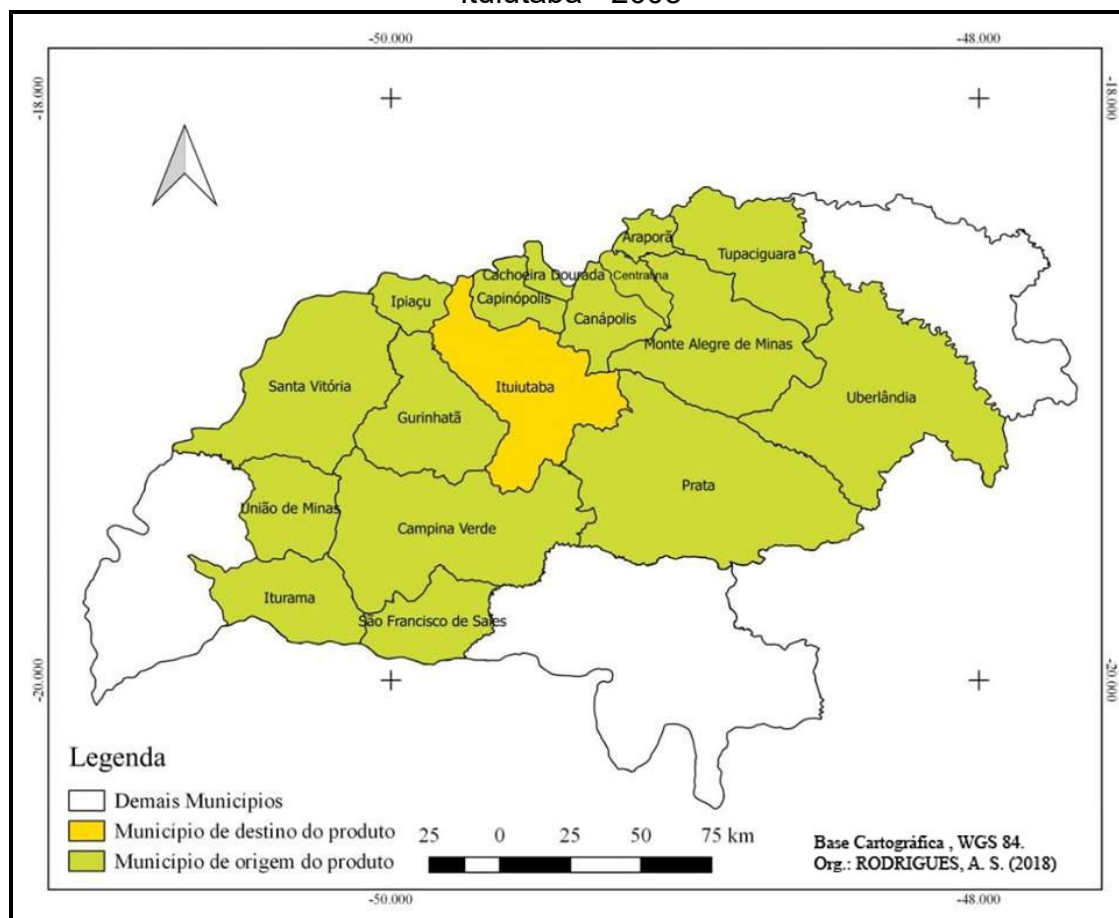 -50.000
-48.000
-18.000
-18.000
Araporã
Tupaciguara
Cachoeira Dourada
Centralina
Ipiaçu
Capinópolis
Canápolis
Monte Alegre de Minas
Santa Vitória
Ituiutaba
Uberlândia
Gurinhatã
Prata
União de Minas
Campina Verde
Iturama
São Francisco de Sales
-20.000
-20.000
Legenda
Demais Municípios
Município de destino do produto
Município de origem do produto
25 0 25 50 75 km
Base Cartográfica , WGS 84.
Org.: RODRIGUES, A. S. (2018)
-50.000
-48.000